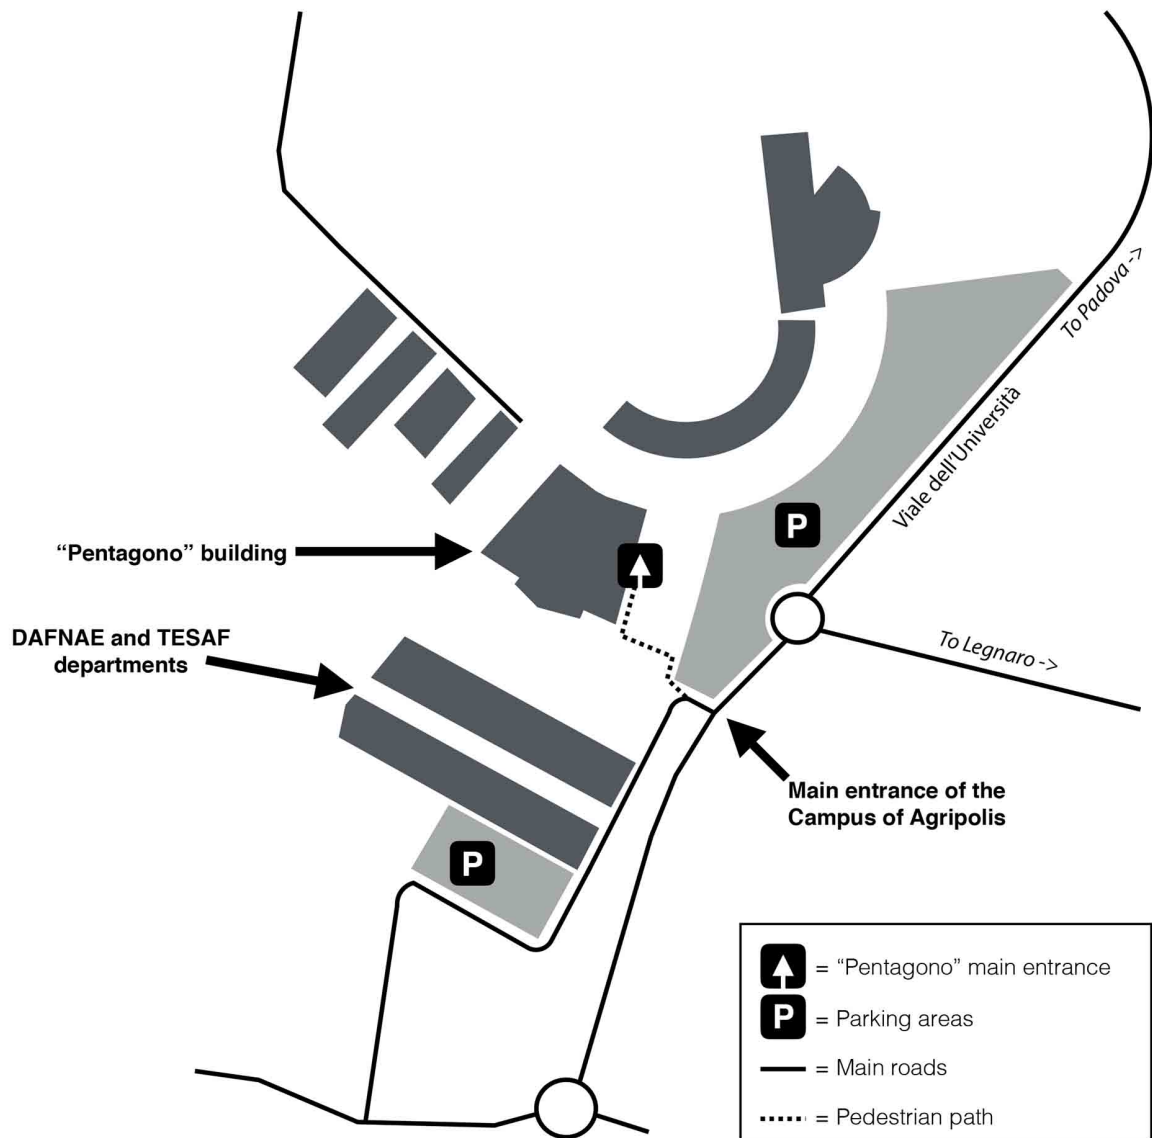 To Padova ->
Viale dell'Università
P
"Pentagono" building
DAFNAE and TESAF
departments
To Legnaro ->
Main entrance of the
Campus of Agripolis
P
= "Pentagono" main entrance
P = Parking areas
= Main roads
= Pedestrian path